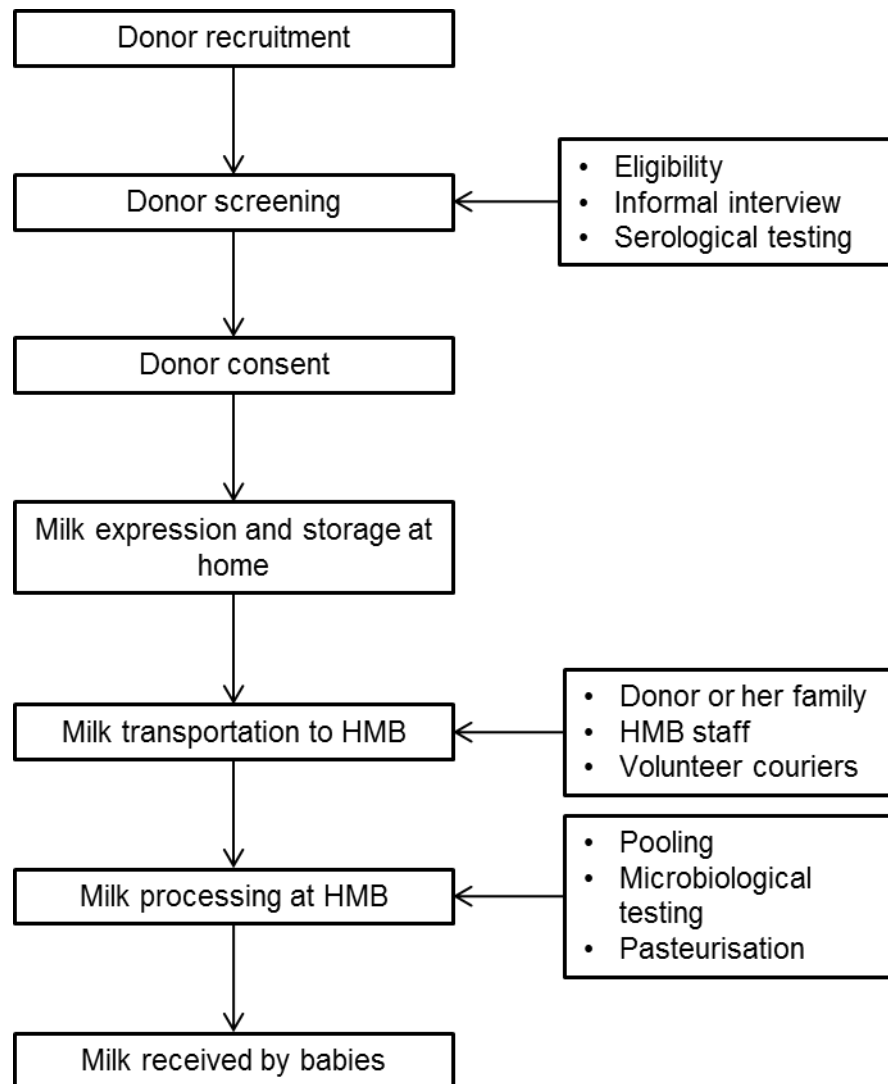 Donor recruitment
Donor screening
• Eligibility
• Informal interview
• Serological testing
Donor consent
Milk expression and storage at
home
Milk transportation to HMB
• Donor or her family
• HMB staff
• Volunteer couriers
Milk processing at HMB
• Pooling
• Microbiological
testing
• Pasteurisation
Milk received by babies